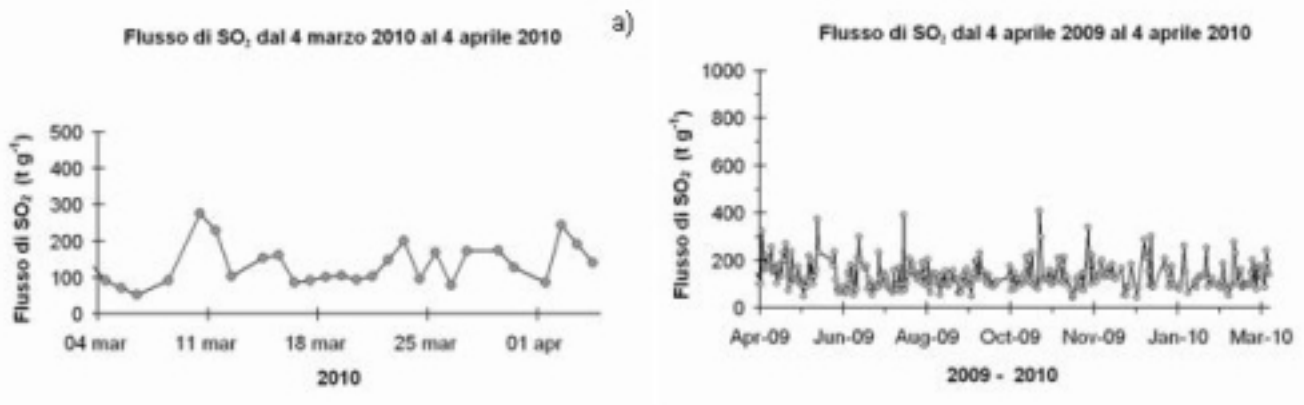 Flusso di SO₂ dal 4 marzo 2010 al 4 aprile 2010
a)
Flusso di SO₂ (t g⁻¹)
500
400
300
200
100
0
04 mar 11 mar 18 mar 25 mar 01 apr
2010
Flusso di SO₂ dal 4 aprile 2009 al 4 aprile 2010
Flusso di SO₂ (t g⁻¹)
1000
800
600
400
200
0
Apr-09 Jun-09 Aug-09 Oct-09 Nov-09 Jan-10 Mar-10
2009 - 2010